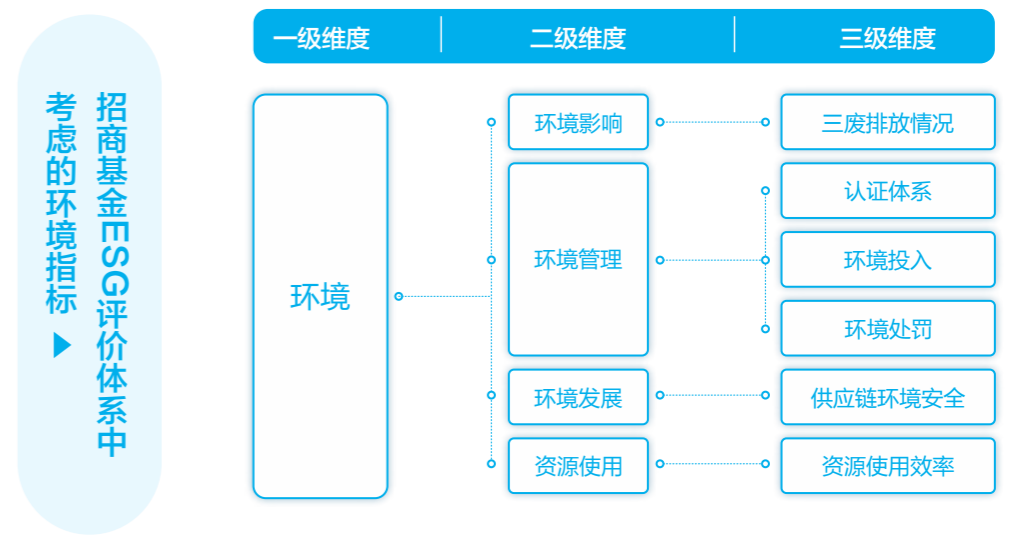 招商基金ESG评价体系中
考虑的环境指标
一级维度
二级维度
三级维度
环境
环境影响
三废排放情况
环境管理
认证体系
环境投入
环境处罚
环境发展
供应链环境安全
资源使用
资源使用效率